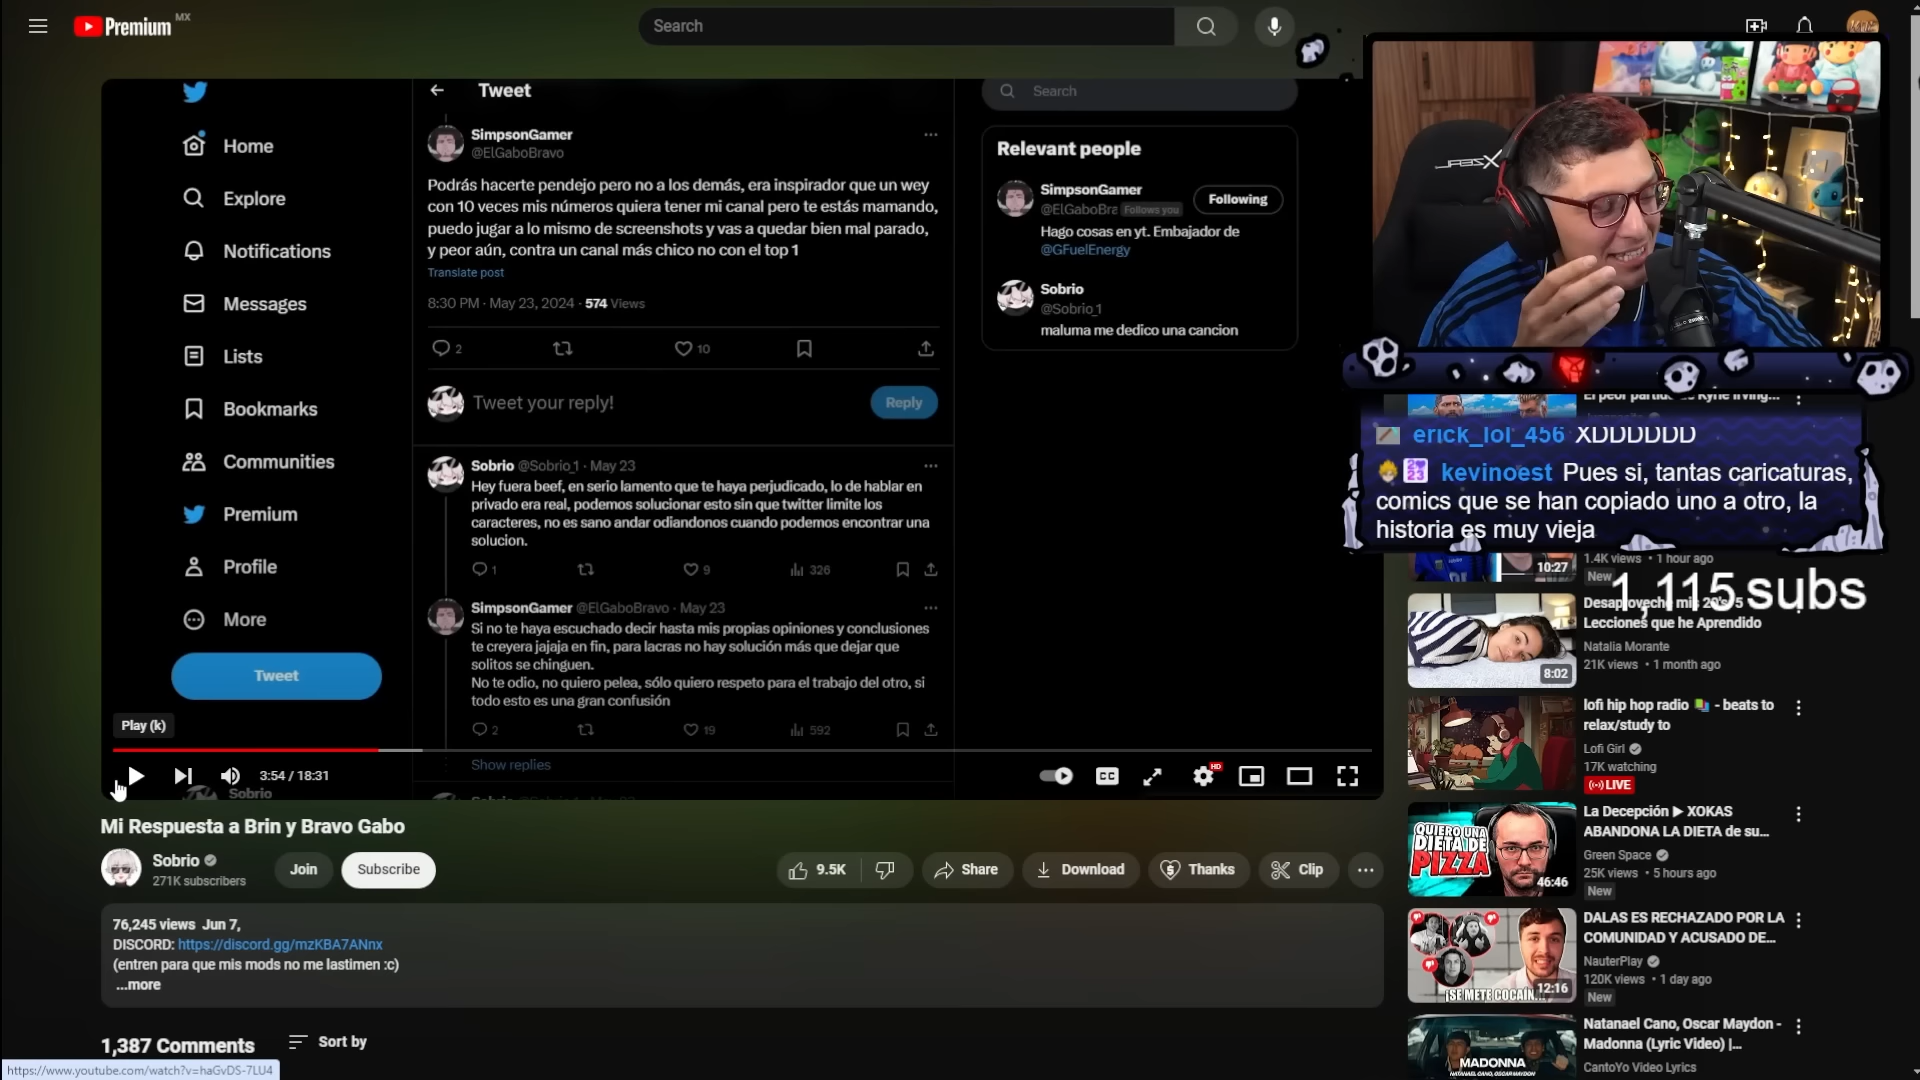 Premium MX
Search
Tweet
SimpsonGamer
@ElGaboBravo
Podrás hacerte pendejo pero no a los demás, era inspirador que un wey
con 10 veces mis números quiera tener mi canal pero te estás mamando,
puedo jugar a lo mismo de screenshots y vas a quedar bien mal parado,
y peor aún, contra un canal más chico no con el top 1
Translate post
8:30 PM · May 23, 2024 · 574 Views
2
10
Tweet your reply!
Reply
Sobrio @Sobrio_1 · May 23
Hey fuera beef, en serio lamento que te haya perjudicado, lo de hablar en
privado era real, podemos solucionar esto sin que twitter limite los
caracteres, no es sano andar odiandonos cuando podemos encontrar una
solucion.
1
9
326
SimpsonGamer @ElGaboBravo · May 23
Si no te haya escuchado decir hasta mis propias opiniones y conclusiones
te creyera jajaja en fin, para lacras no hay solución más que dejar que
solitos se chinguen.
No te odio, no quiero pelea, sólo quiero respeto para el trabajo del otro, si
todo esto es una gran confusión
2
19
592
Show replies
Home
Explore
Notifications
Messages
Lists
Bookmarks
Communities
Premium
Profile
More
Tweet
Sobrio
Search
Relevant people
SimpsonGamer
@ElGaboBra Follows you
Following
Hago cosas en yt. Embajador de
@GFuelEnergy
Sobrio
@Sobrio_1
maluma me dedico una cancion
Play (k)
3:54 / 18:31
CC
HD
Mi Respuesta a Brin y Bravo Gabo
Sobrio
271K subscribers
Join
Subscribe
9.5K
Share
Download
Thanks
Clip
76,245 views Jun 7,
DISCORD: https://discord.gg/mzKBA7ANnx
(entren para que mis mods no me lastimen :c)
...more
1,387 Comments
Sort by
https://www.youtube.com/watch?v=haGvDS-7LU4
erick_lol_456 XDDDDDD
2023 kevinoest Pues si, tantas caricaturas,
comics que se han copiado uno a otro, la
historia es muy vieja
1,115 subs
10:27
1.4K views • 1 hour ago
New
8:02
Desaproveché mis 20's: 5
Lecciones que he Aprendido
Natalia Morante
21K views • 1 month ago
lofi hip hop radio - beats to
relax/study to
Lofi Girl
17K watching
LIVE
QUIERO UNA
DIETA DE
PIZZA
46:46
La Decepción ▶ XOKAS
ABANDONA LA DIETA de su...
Green Space
25K views • 5 hours ago
New
¡SE METE COCAÍN...
12:16
DALAS ES RECHAZADO POR LA
COMUNIDAD Y ACUSADO DE...
NauterPlay
120K views • 1 day ago
New
MADONNA
NATANAEL CANO, OSCAR MAYDON
Natanael Cano, Oscar Maydon -
Madonna (Lyric Video) |...
CantoYo Video Lyrics